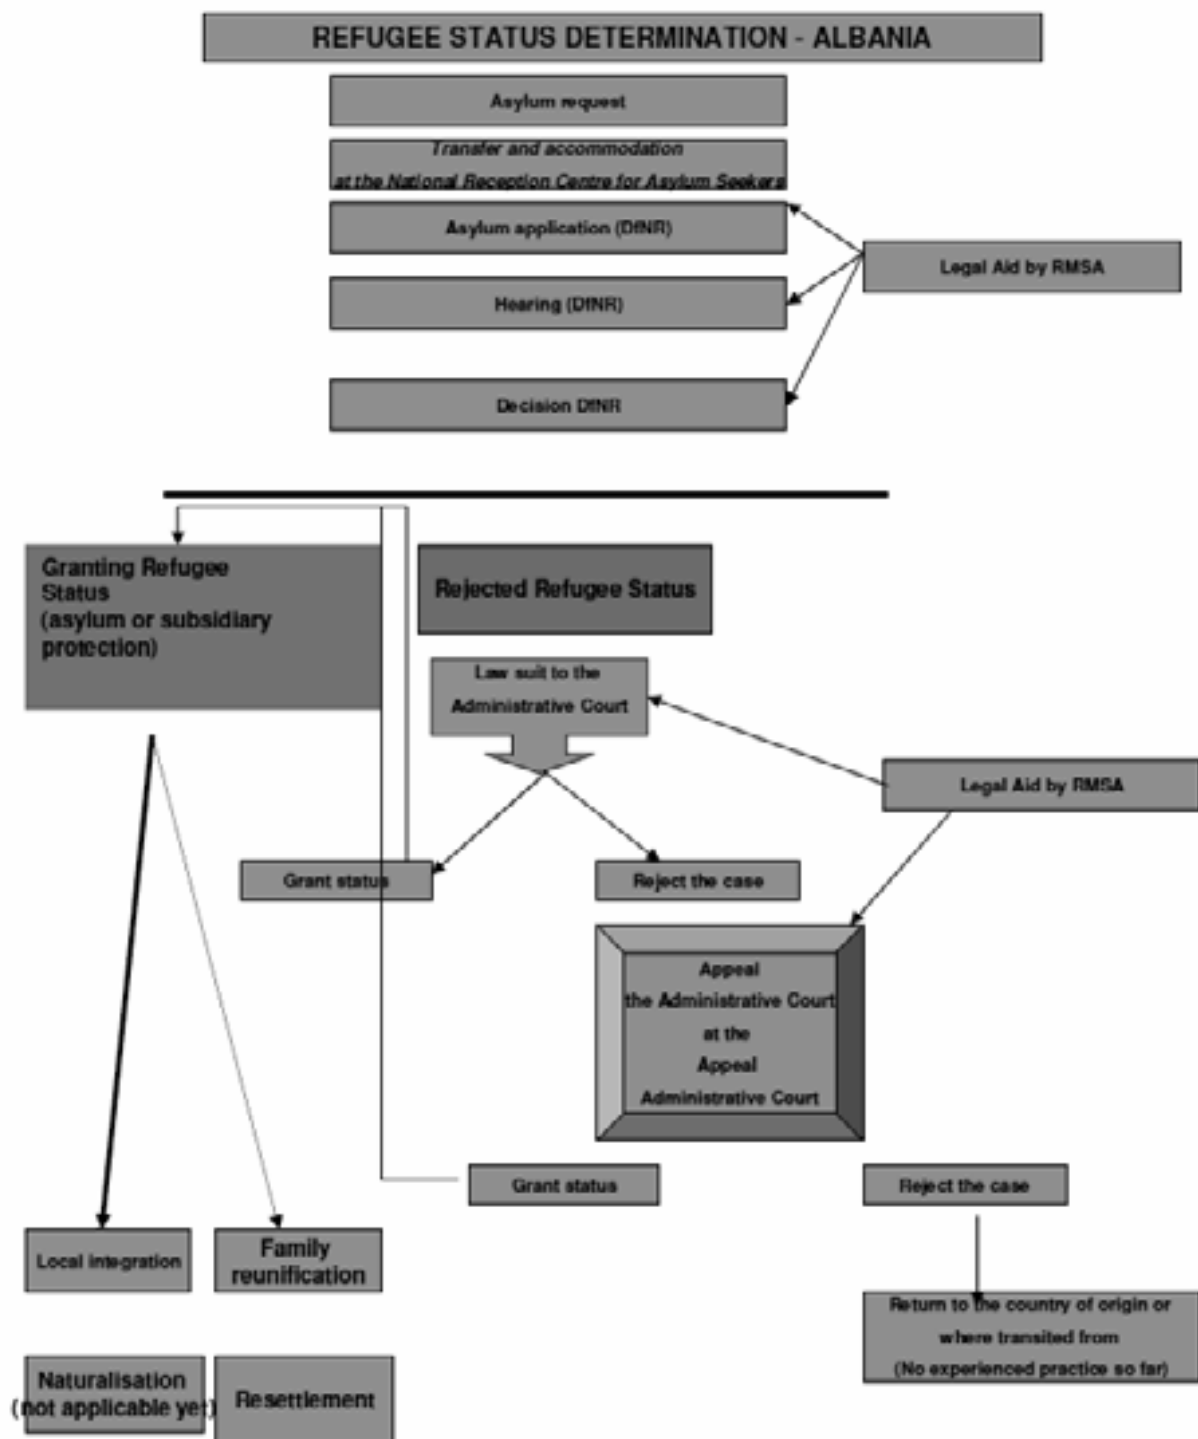 REFUGEE STATUS DETERMINATION - ALBANIA
Asylum request
Transfer and accommodation
at the National Reception Centre for Asylum Seekers
Asylum application (DfNR)
Legal Aid by RMSA
Hearing (DfNR)
Decision DfNR
Granting Refugee
Status
(asylum or subsidiary
protection)
Rejected Refugee Status
Law suit to the
Administrative Court
Legal Aid by RMSA
Grant status
Reject the case
Appeal
the Administrative Court
at the
Appeal
Administrative Court
Grant status
Reject the case
Local integration
Family
reunification
Return to the country of origin or
where transited from
(No experienced practice so far)
Naturalisation
(not applicable yet)
Resettlement